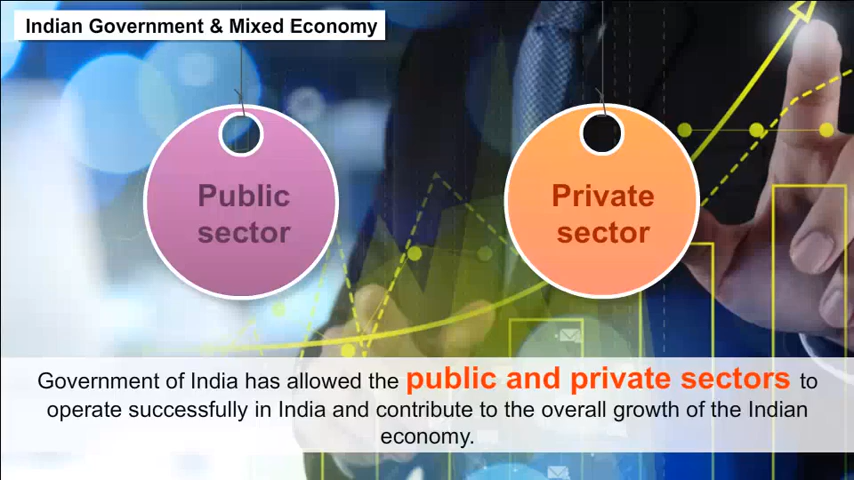 Indian Government & Mixed Economy
Public
sector
Private
sector
Government of India has allowed the public and private sectors to
operate successfully in India and contribute to the overall growth of the Indian
economy.